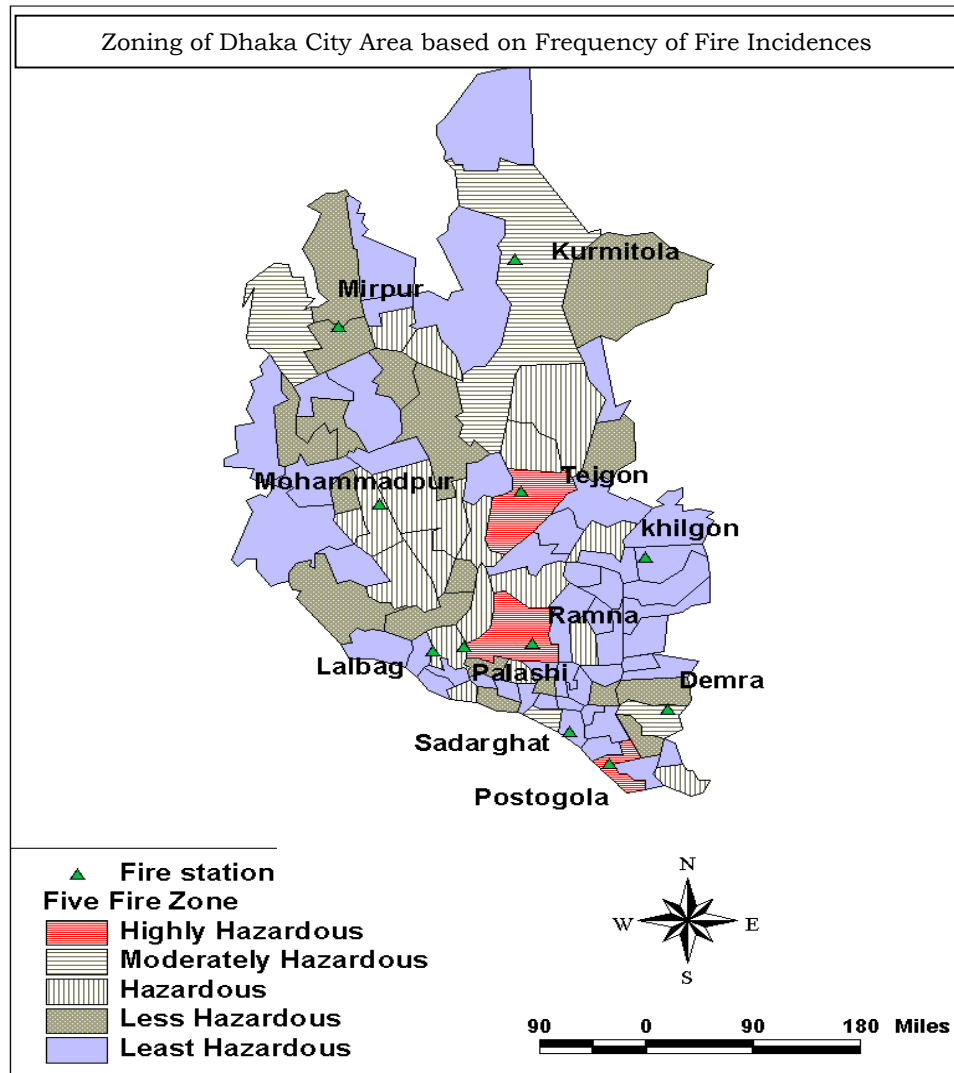 Zoning of Dhaka City Area based on Frequency of Fire Incidences
Kurmitola
Mirpur
Mohammadpur
Tejgon
khilgon
Ramna
Lalbag
Palashi
Demra
Sadarghat
Postogola
Fire station
Five Fire Zone
Highly Hazardous
Moderately Hazardous
Hazardous
Less Hazardous
Least Hazardous
N
W
E
S
90 0 90 180 Miles